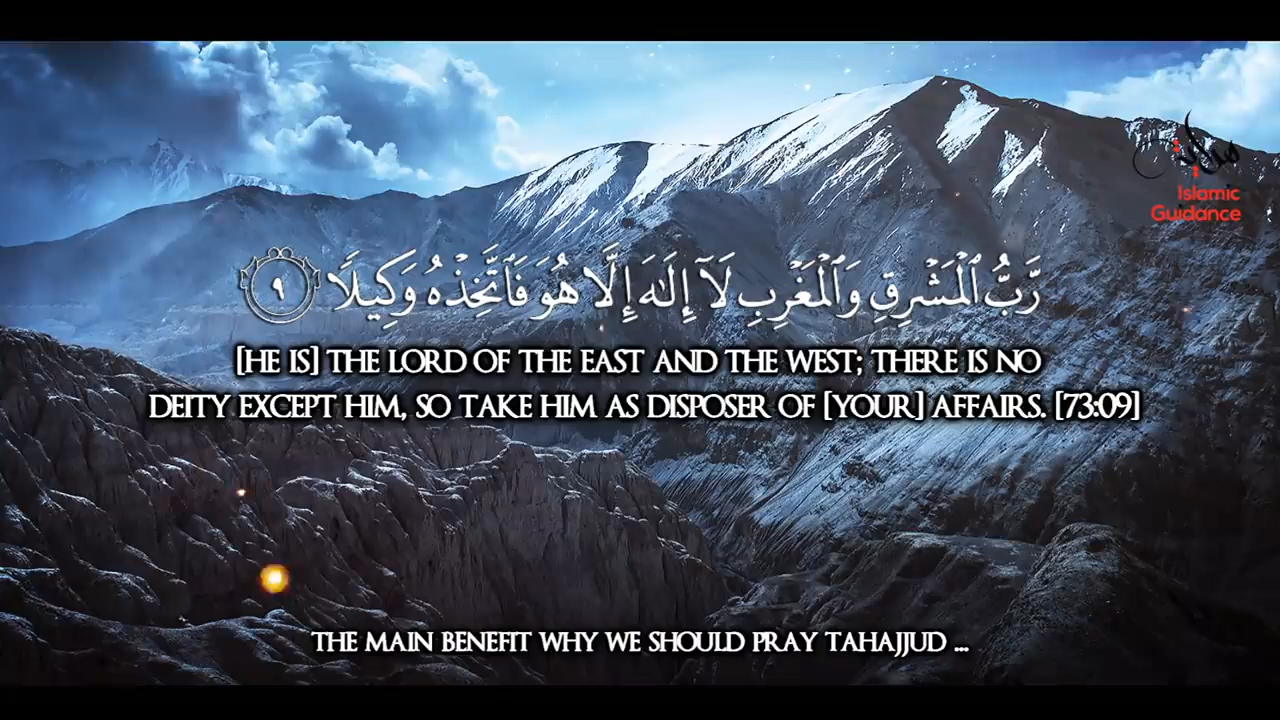 هداية
Islamic
Guidance
رَّبُّ ٱلْمَشْرِقِ وَٱلْمَغْرِبِ لَآ إِلَٰهَ إِلَّا هُوَ فَٱتَّخِذْهُ وَكِيلًا ٩
[HE IS] THE LORD OF THE EAST AND THE WEST; THERE IS NO
DEITY EXCEPT HIM, SO TAKE HIM AS DISPOSER OF [YOUR] AFFAIRS. [73:09]
THE MAIN BENEFIT WHY WE SHOULD PRAY TAHAJJUD ...